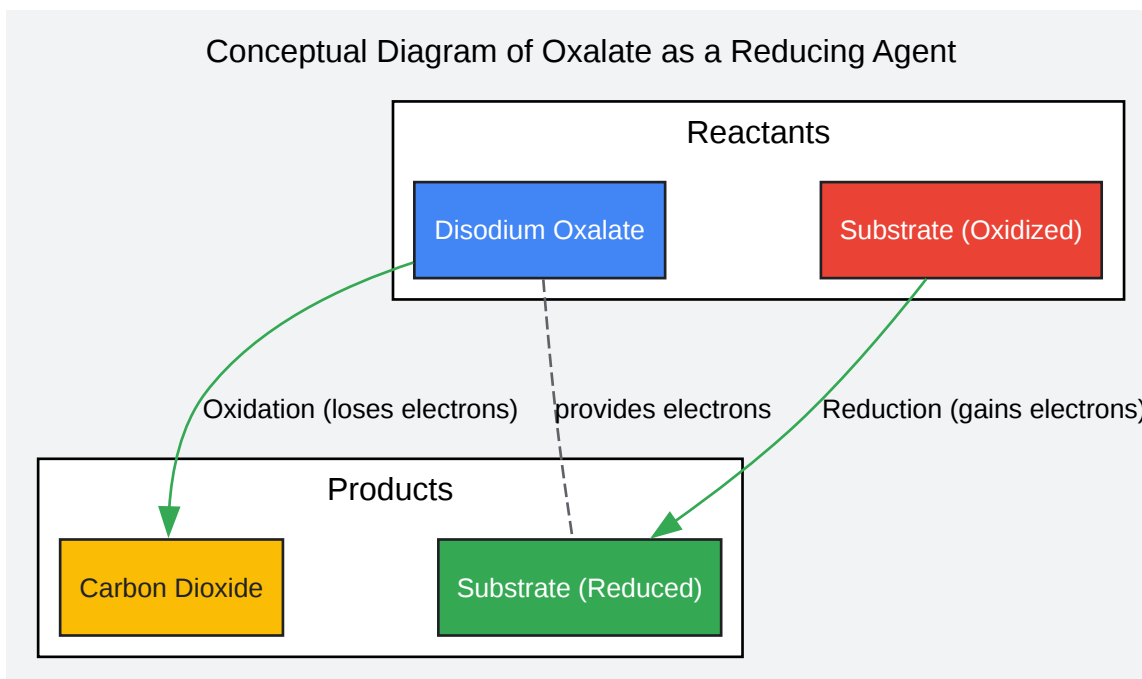 Conceptual Diagram of Oxalate as a Reducing Agent
Reactants
Disodium Oxalate
Substrate (Oxidized)
Oxidation (loses electrons)
provides electrons
Reduction (gains electrons)
Products
Carbon Dioxide
Substrate (Reduced)